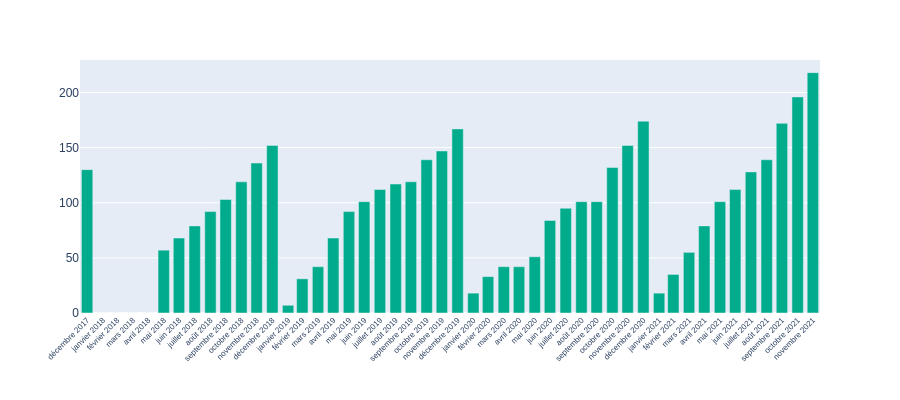 200
150
100
50
0
décembre 2017
janvier 2018
février 2018
mars 2018
avril 2018
mai 2018
juin 2018
juillet 2018
août 2018
septembre 2018
octobre 2018
novembre 2018
décembre 2018
janvier 2019
février 2019
mars 2019
avril 2019
mai 2019
juin 2019
juillet 2019
août 2019
septembre 2019
octobre 2019
novembre 2019
décembre 2019
janvier 2020
février 2020
mars 2020
avril 2020
mai 2020
juin 2020
juillet 2020
août 2020
septembre 2020
octobre 2020
novembre 2020
décembre 2020
janvier 2021
février 2021
mars 2021
avril 2021
mai 2021
juin 2021
juillet 2021
août 2021
septembre 2021
octobre 2021
novembre 2021